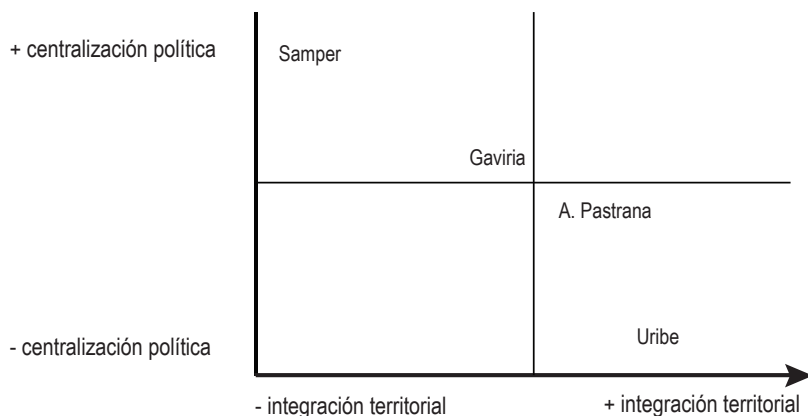 + centralización política
Samper
Gaviria
A. Pastrana
Uribe
- centralización política
- integración territorial
+ integración territorial